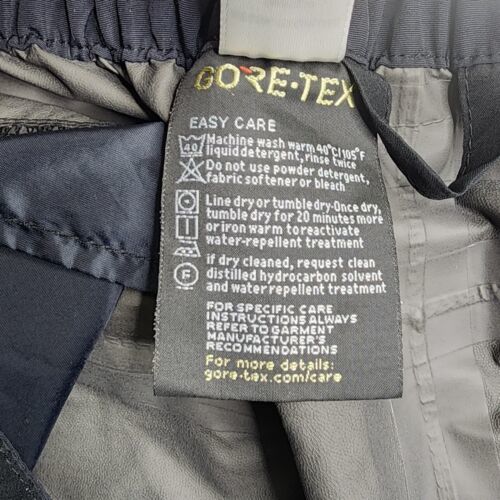 GORE-TEX
EASY CARE
40 Machine wash warm 40°C/105°F
liquid detergent, rinse twice
Do not use powder detergent,
fabric softener or bleach
Line dry or tumble dry-Once dry,
tumble dry for 20 minutes more
or iron warm to reactivate
water-repellent treatment
if dry cleaned, request clean
F distilled hydrocarbon solvent
and water repellent treatment
FOR SPECIFIC CARE
INSTRUCTIONS ALWAYS
REFER TO GARMENT
MANUFACTURER'S
RECOMMENDATIONS
For more details:
gore-tex.com/care